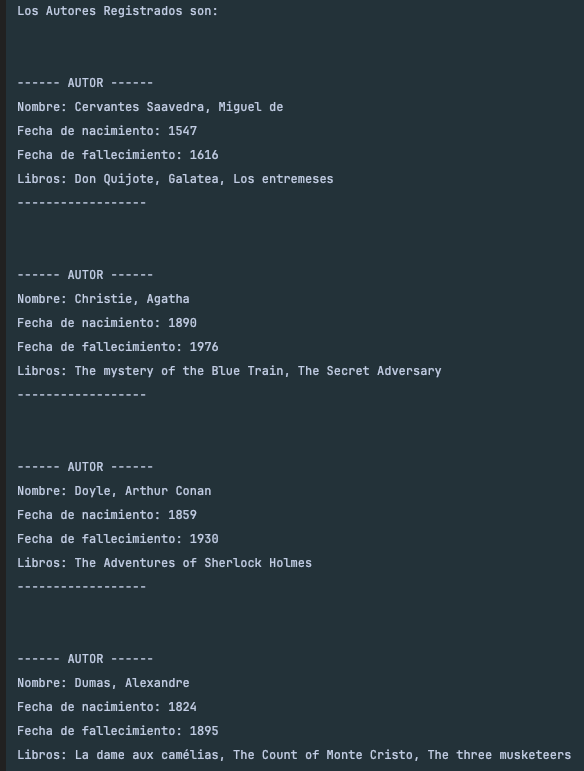 Los Autores Registrados son:
------ AUTOR ------
Nombre: Cervantes Saavedra, Miguel de
Fecha de nacimiento: 1547
Fecha de fallecimiento: 1616
Libros: Don Quijote, Galatea, Los entremeses
------------------
------ AUTOR ------
Nombre: Christie, Agatha
Fecha de nacimiento: 1890
Fecha de fallecimiento: 1976
Libros: The mystery of the Blue Train, The Secret Adversary
------------------
------ AUTOR ------
Nombre: Doyle, Arthur Conan
Fecha de nacimiento: 1859
Fecha de fallecimiento: 1930
Libros: The Adventures of Sherlock Holmes
------------------
------ AUTOR ------
Nombre: Dumas, Alexandre
Fecha de nacimiento: 1824
Fecha de fallecimiento: 1895
Libros: La dame aux camélias, The Count of Monte Cristo, The three musketeers